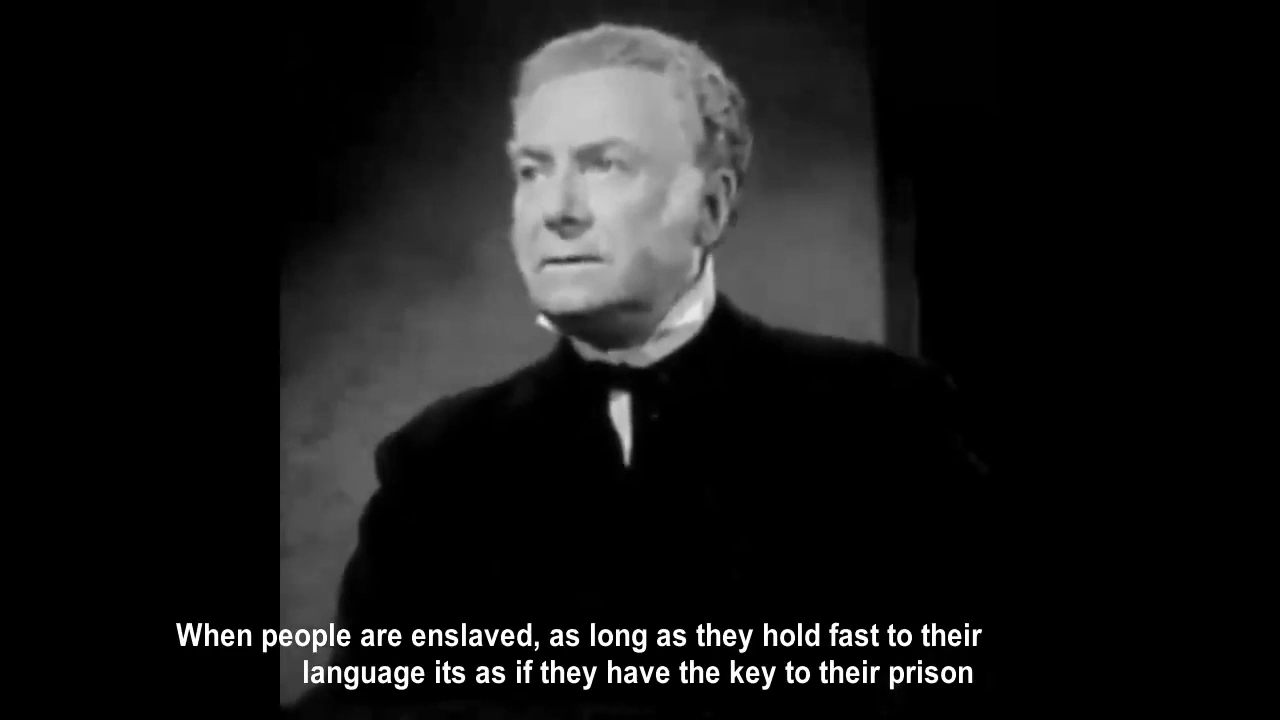 When people are enslaved, as long as they hold fast to their
language its as if they have the key to their prison